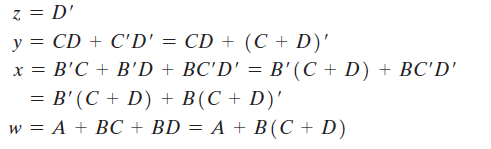 z = D'
y = CD + C'D' = CD + (C + D)'
x = B'C + B'D + BC'D' = B'(C + D) + BC'D'
= B'(C + D) + B(C + D)'
w = A + BC + BD = A + B(C + D)